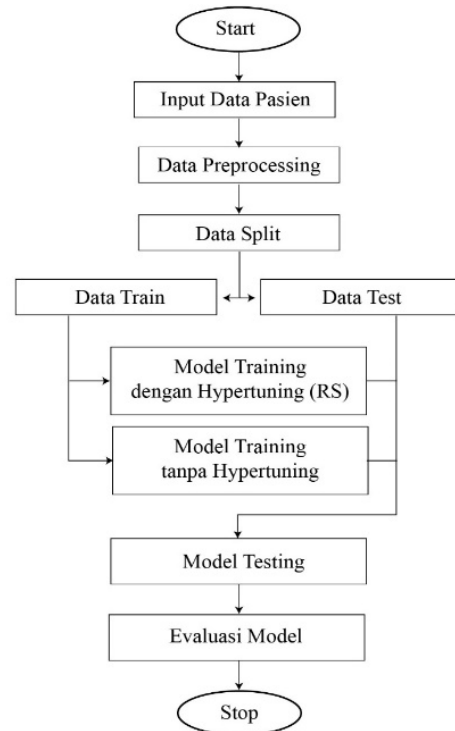 Start
Input Data Pasien
Data Preprocessing
Data Split
Data Train
Data Test
Model Training
dengan Hypertuning (RS)
Model Training
tanpa Hypertuning
Model Testing
Evaluasi Model
Stop